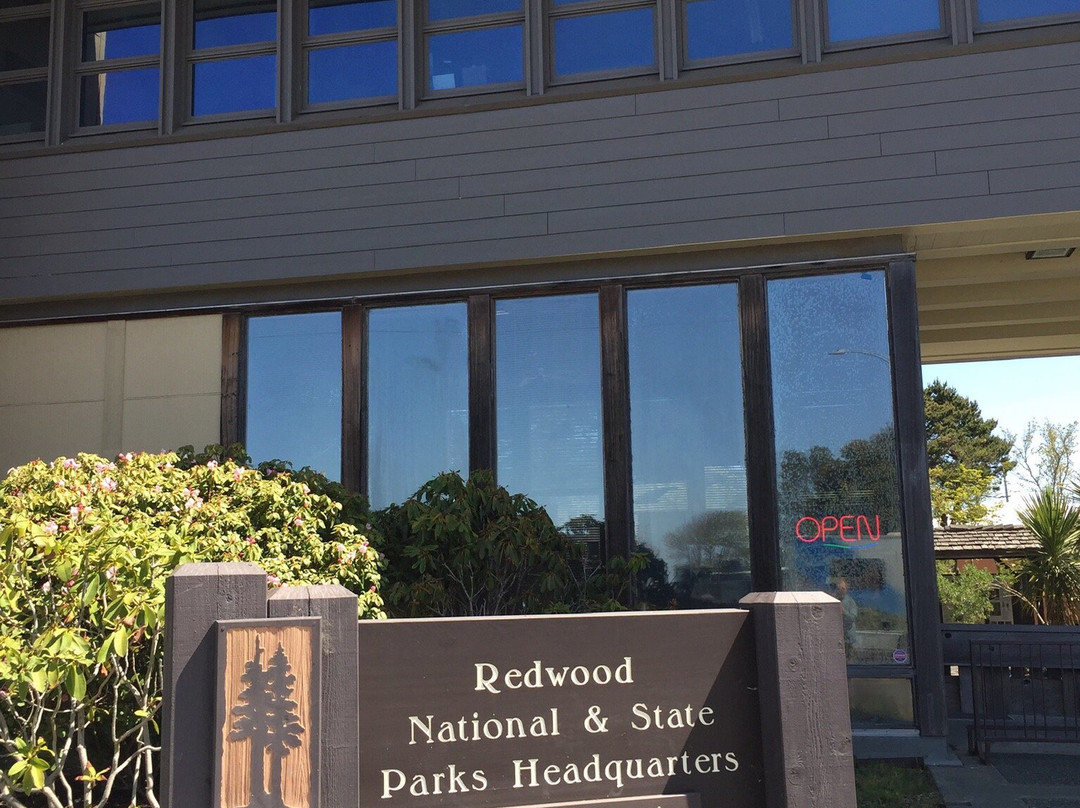 OPEN
Redwood
National & State
Parks Headquarters